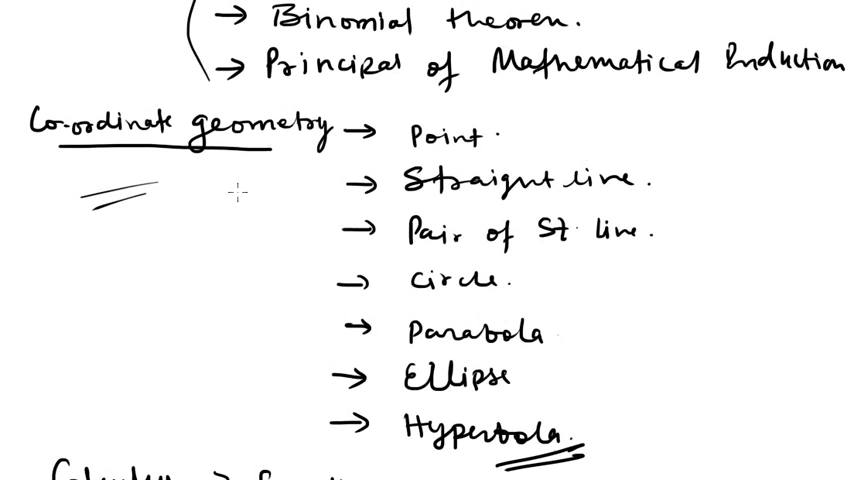 → Binomial theorem.
→ Principal of Mathematical Induction
Co-ordinate geometry → Point.
→ Straight line.
→ Pair of St. line.
→ Circle.
→ Parabola
→ Ellipse
→ Hyperbola.